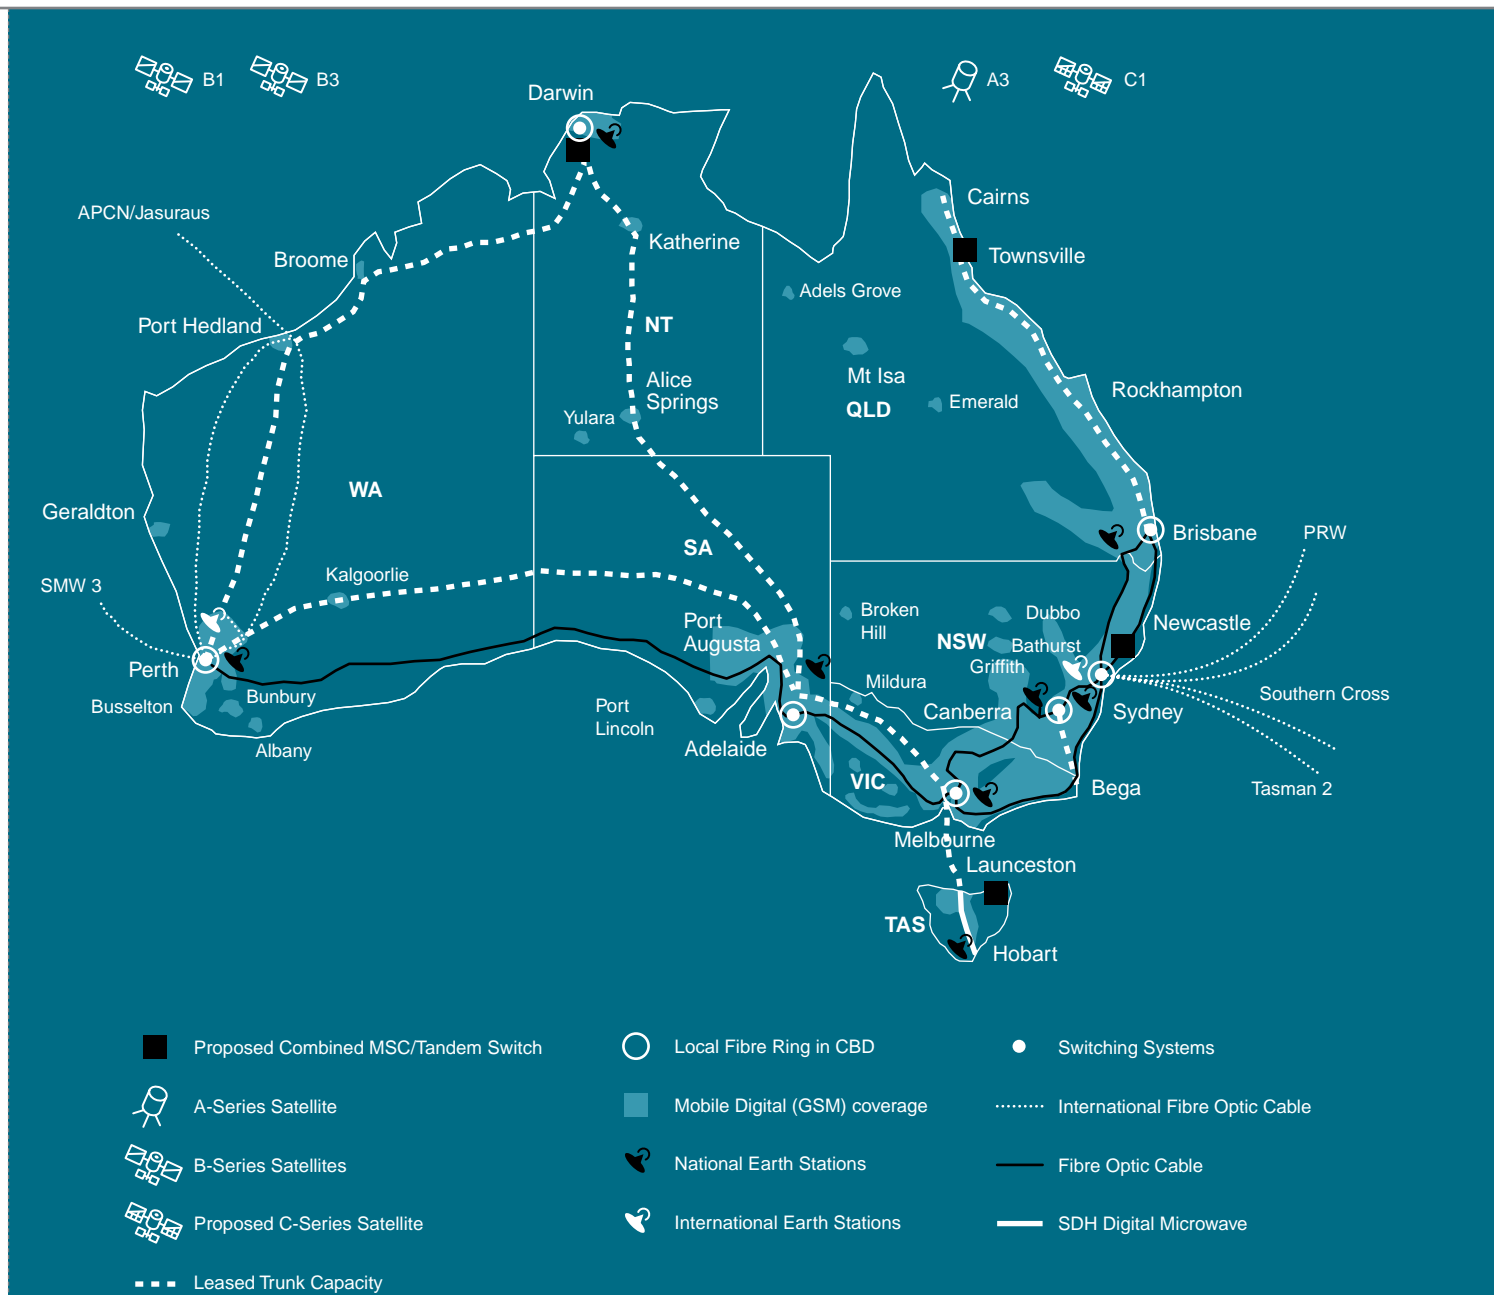 B1
B3
A3
C1
Darwin
Cairns
APCN/Jasuraus
Katherine
Townsville
Broome
Adels Grove
Port Hedland
NT
Mt Isa
Alice
Springs
Rockhampton
QLD
Emerald
Yulara
WA
Geraldton
Brisbane
PRW
SA
SMW 3
Kalgoorlie
Broken
Hill
Dubbo
Newcastle
Port
Augusta
NSW
Bathurst
Griffith
Perth
Mildura
Bunbury
Southern Cross
Busselton
Port
Lincoln
Canberra
Sydney
Albany
Adelaide
VIC
Bega
Tasman 2
Melbourne
Launceston
TAS
Hobart
Proposed Combined MSC/Tandem Switch
Local Fibre Ring in CBD
Switching Systems
A-Series Satellite
Mobile Digital (GSM) coverage
International Fibre Optic Cable
B-Series Satellites
National Earth Stations
Fibre Optic Cable
Proposed C-Series Satellite
International Earth Stations
SDH Digital Microwave
Leased Trunk Capacity